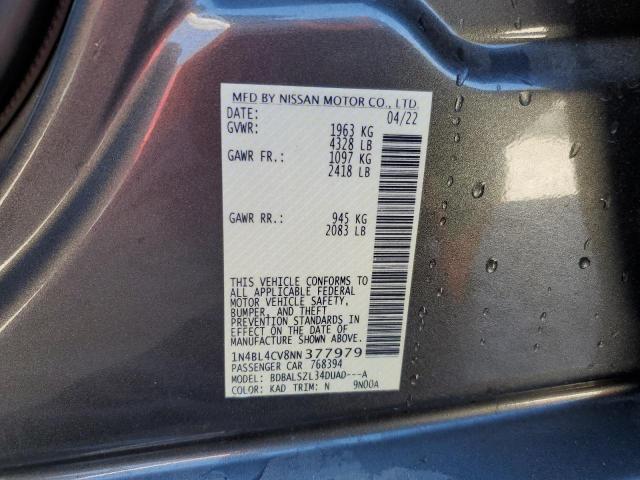 MFD BY NISSAN MOTOR CO., LTD.
DATE: 04/22
GVWR: 1963 KG
4328 LB
GAWR FR.: 1097 KG
2418 LB
GAWR RR.: 945 KG
2083 LB
THIS VEHICLE CONFORMS TO
ALL APPLICABLE FEDERAL
MOTOR VEHICLE SAFETY,
BUMPER, AND THEFT
PREVENTION STANDARDS IN
EFFECT ON THE DATE OF
MANUFACTURE SHOWN ABOVE.
1N4BL4CV8NN377979
PASSENGER CAR 768394
MODEL: BDBALSZL34DUAD---A
COLOR: KAD TRIM: N 9N00A